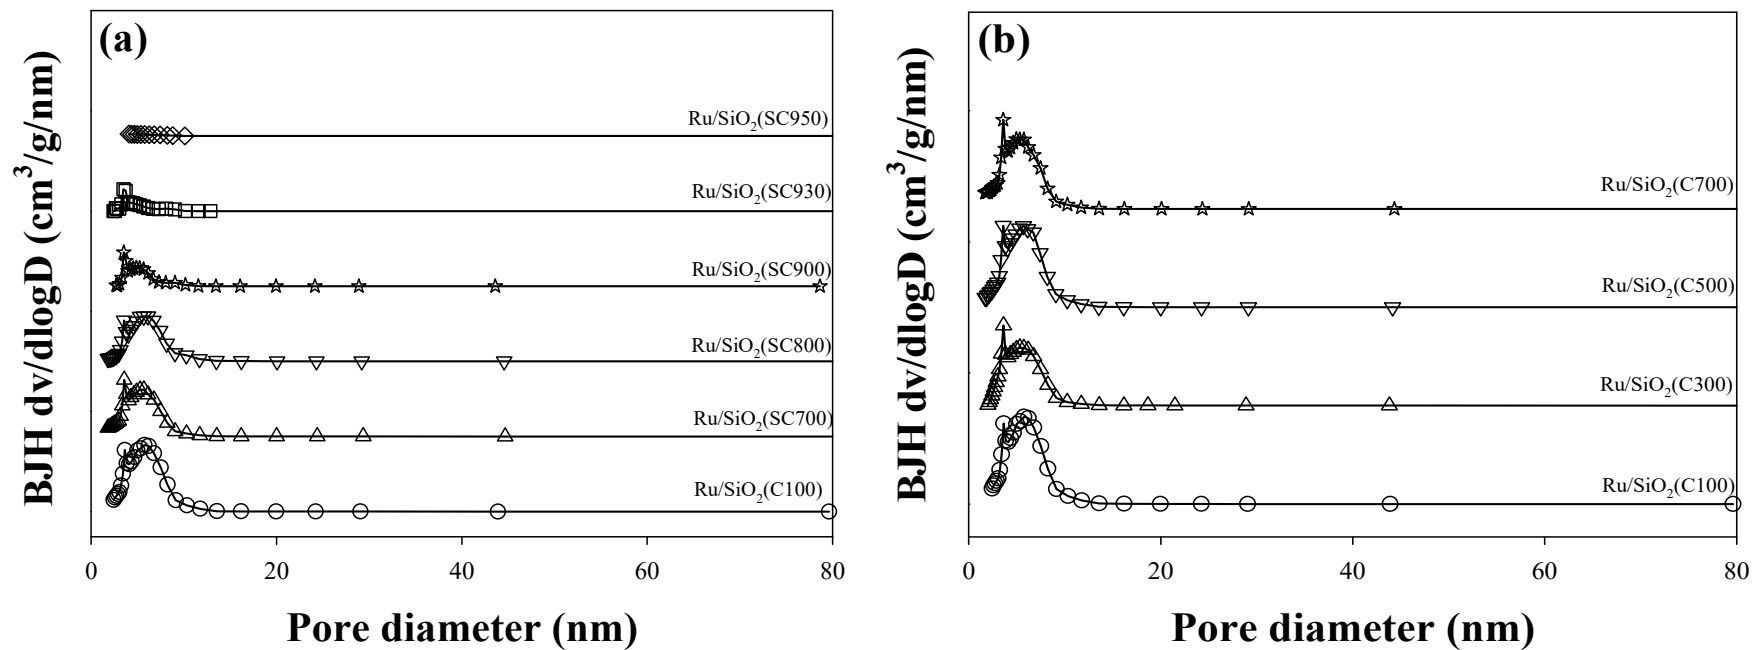 (a)
BJH dv/dlogD (cm³/g/nm)
Ru/SiO₂(SC950)
Ru/SiO₂(SC930)
Ru/SiO₂(SC900)
Ru/SiO₂(SC800)
Ru/SiO₂(SC700)
Ru/SiO₂(C100)
0 20 40 60 80
Pore diameter (nm)
(b)
BJH dv/dlogD (cm³/g/nm)
Ru/SiO₂(C700)
Ru/SiO₂(C500)
Ru/SiO₂(C300)
Ru/SiO₂(C100)
0 20 40 60 80
Pore diameter (nm)